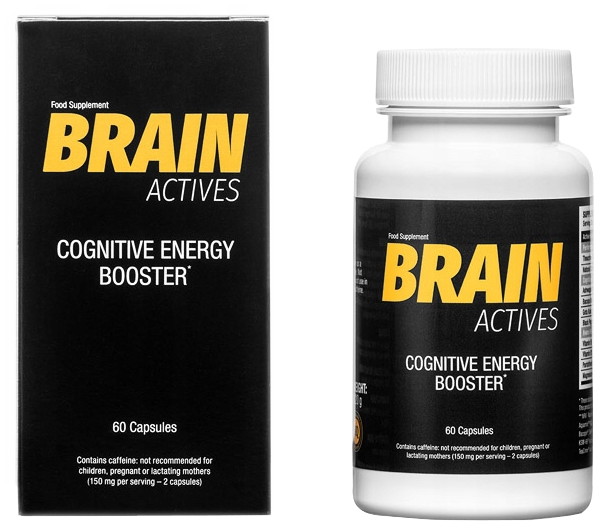 Food Supplement
BRAIN
ACTIVES
COGNITIVE ENERGY
BOOSTER*
60 Capsules
Contains caffeine: not recommended for
children, pregnant or lactating mothers
(150 mg per serving – 2 capsules)
Food Supplement
BRAIN
ACTIVES
COGNITIVE ENERGY
BOOSTER*
60 Capsules
Contains caffeine: not recommended for children, pregnant or
lactating mothers (150 mg per serving – 2 capsules)